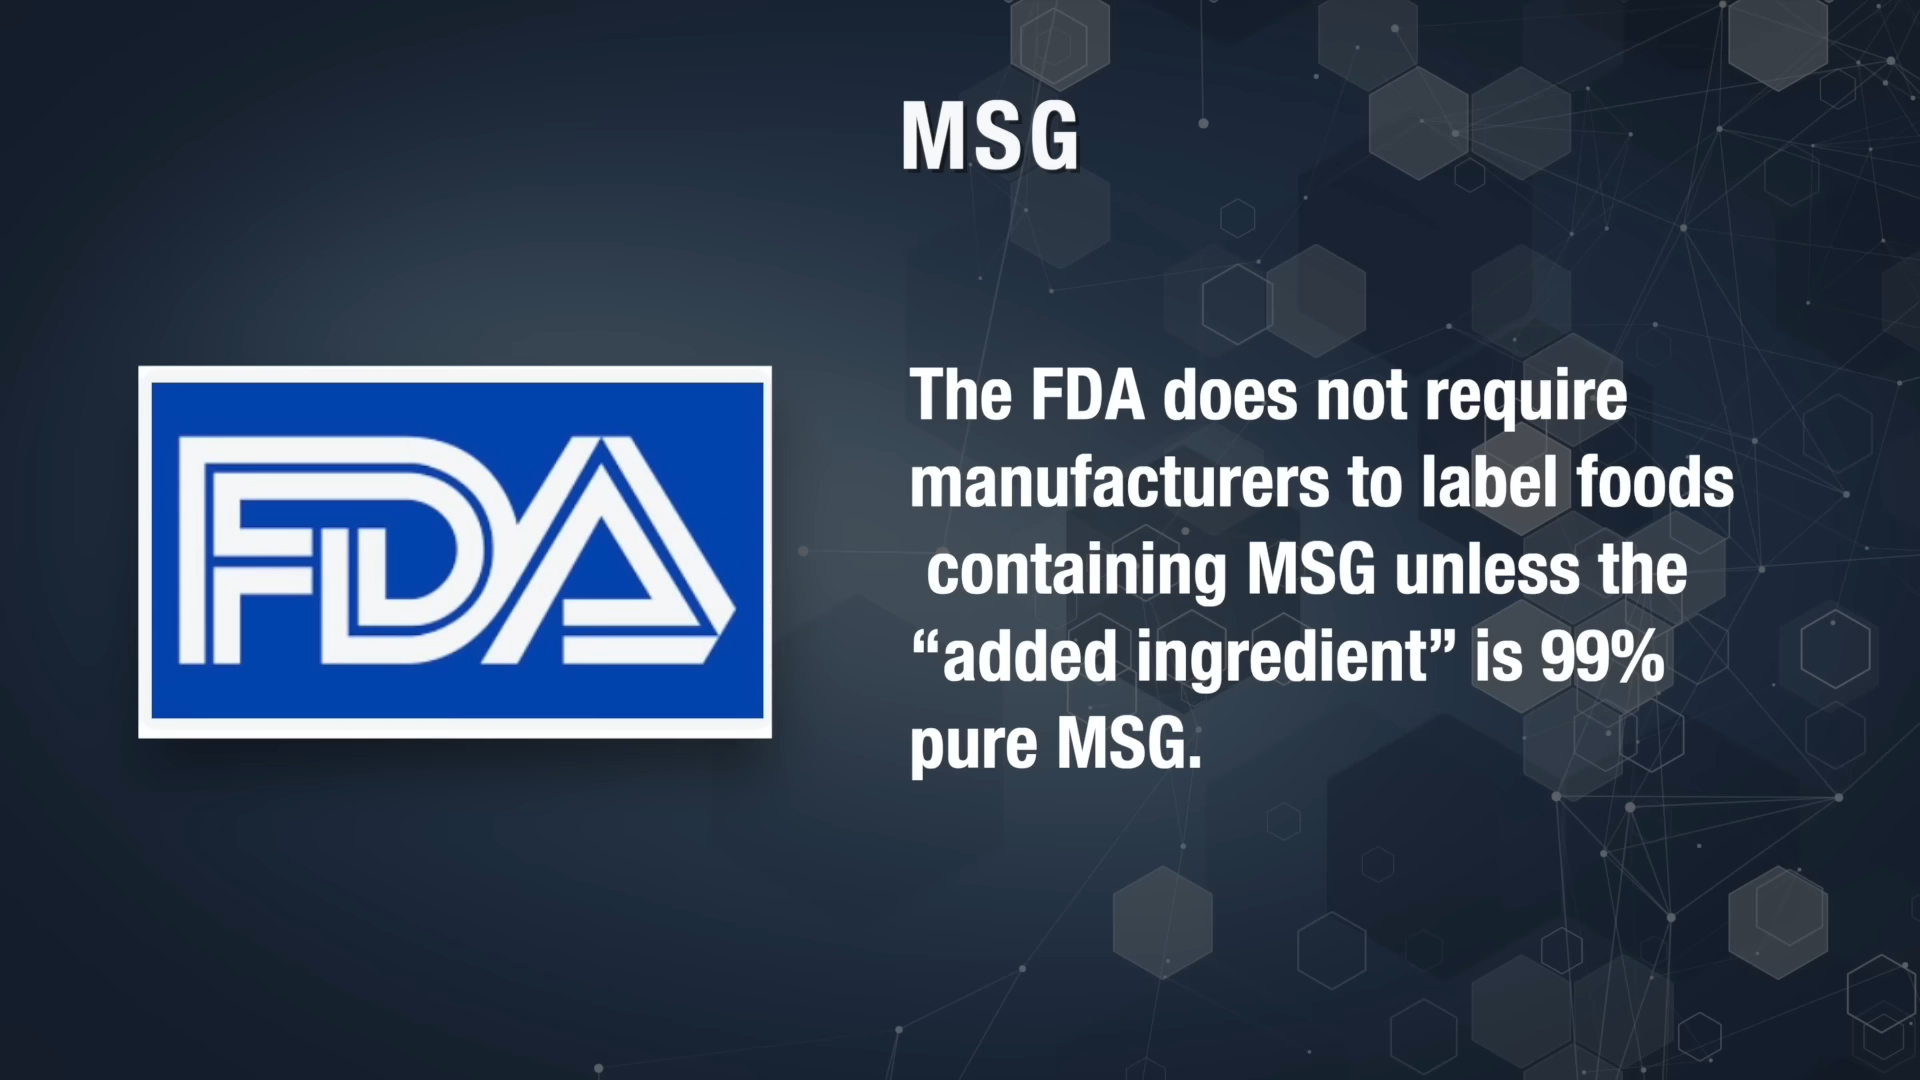 MSG
FDA
The FDA does not require
manufacturers to label foods
containing MSG unless the
“added ingredient” is 99%
pure MSG.